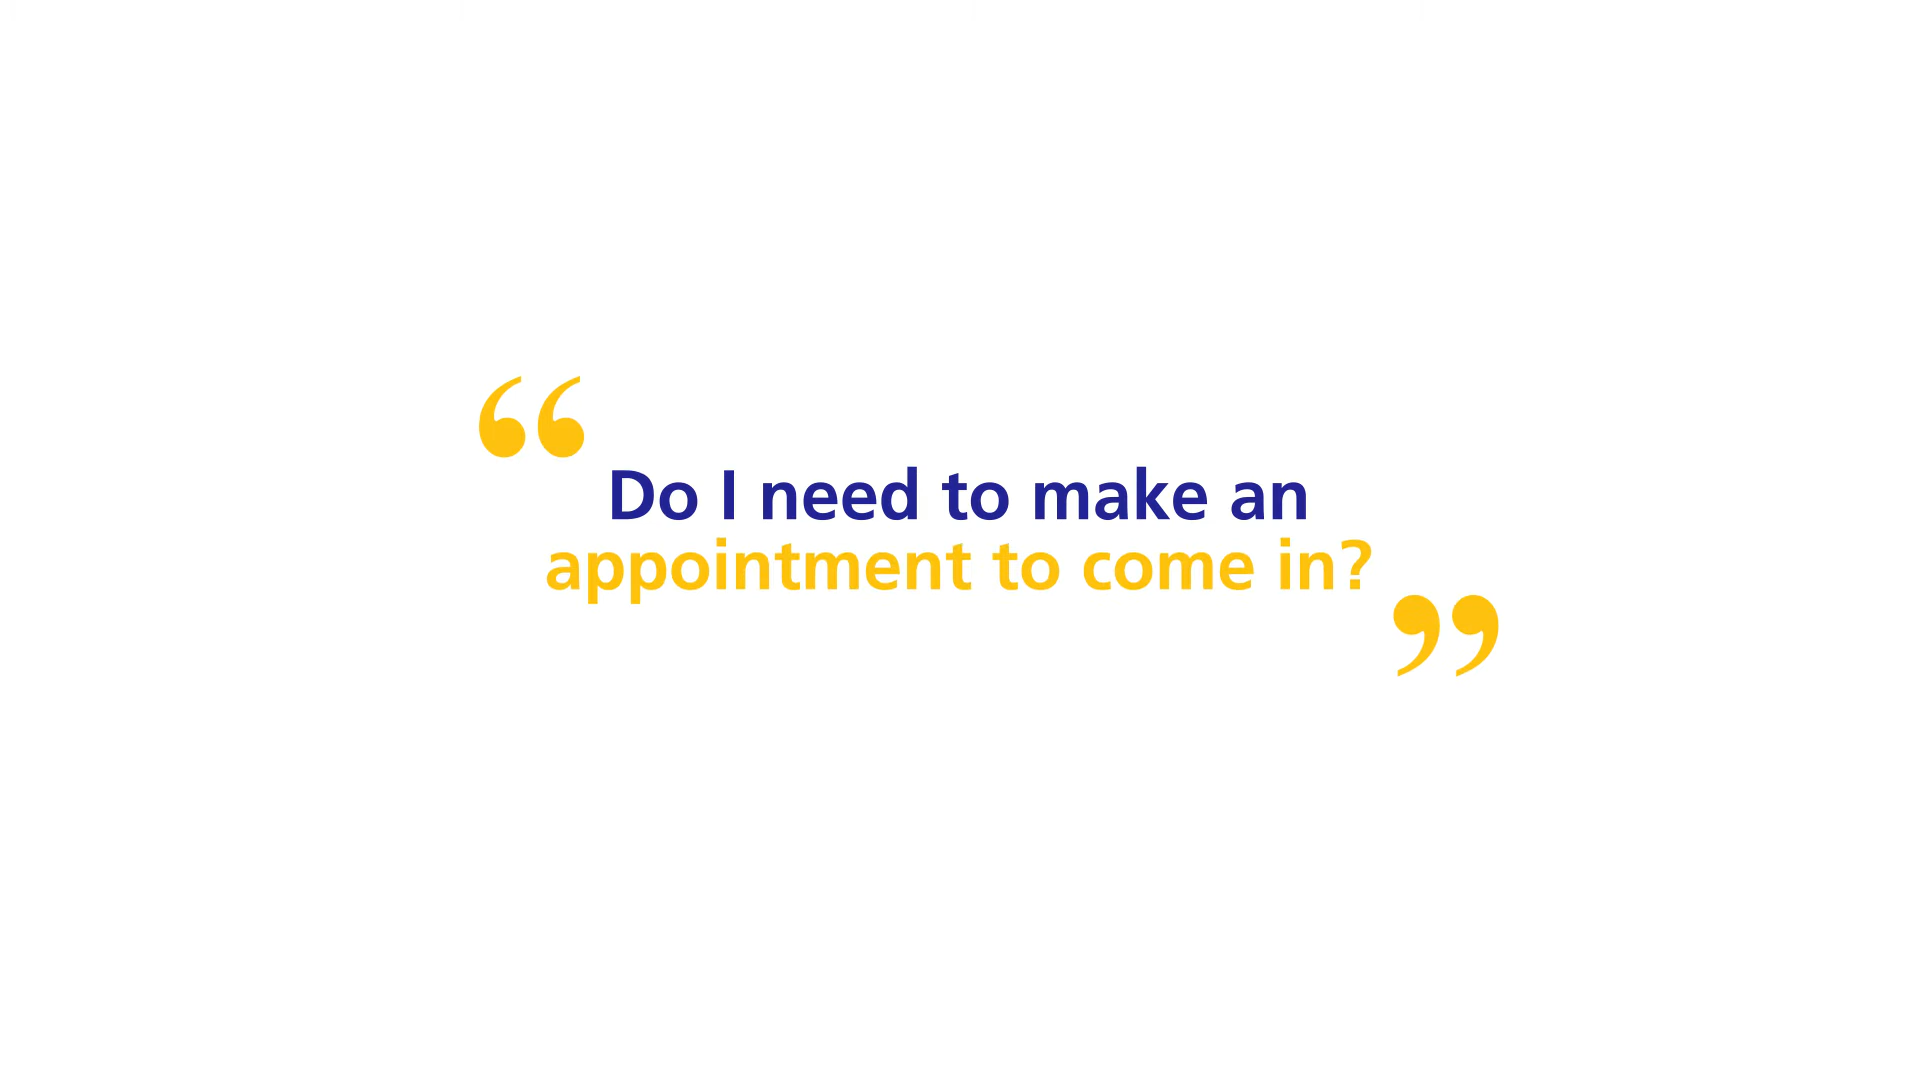 “
Do I need to make an
appointment to come in?
”